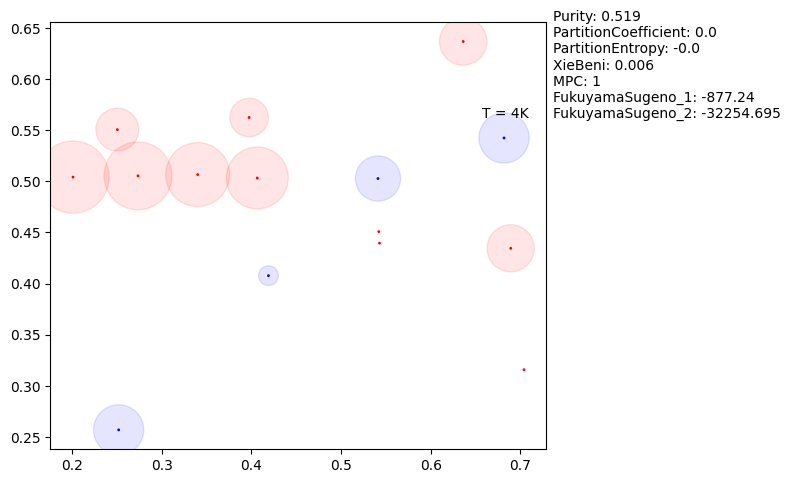 Purity: 0.519
PartitionCoefficient: 0.0
PartitionEntropy: -0.0
XieBeni: 0.006
MPC: 1
FukuyamaSugeno_1: -877.24
FukuyamaSugeno_2: -32254.695
T = 4K
0.65
0.60
0.55
0.50
0.45
0.40
0.35
0.30
0.25
0.2 0.3 0.4 0.5 0.6 0.7